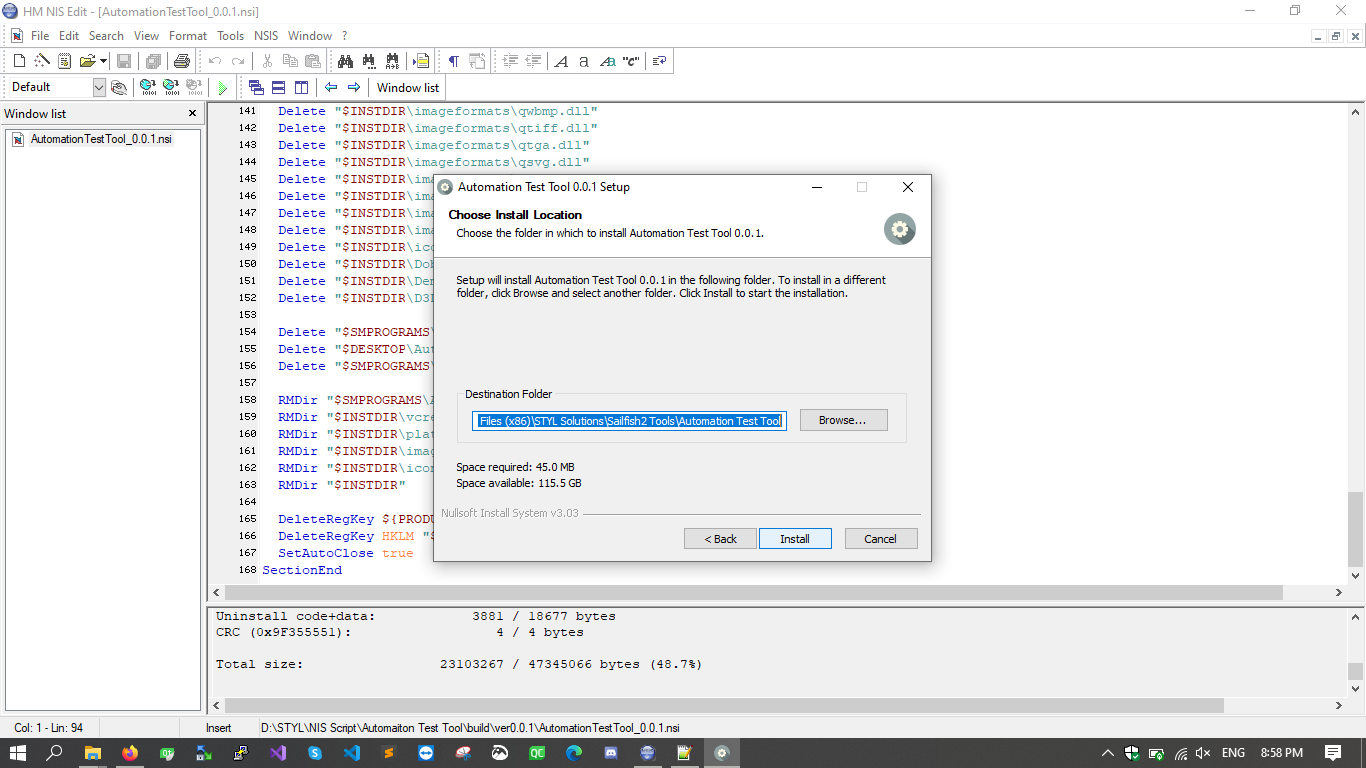 HM NIS Edit - [AutomationTestTool_0.0.1.nsi]
File Edit Search View Format Tools NSIS Window ?
Default
Window list
Window list
AutomationTestTool_0.0.1.nsi
141 Delete "$INSTDIR\imageformats\qwbmp.dll"
142 Delete "$INSTDIR\imageformats\qtiff.dll"
143 Delete "$INSTDIR\imageformats\qtga.dll"
144 Delete "$INSTDIR\imageformats\qsvg.dll"
145 Delete "$INSTDIR\ima
146 Delete "$INSTDIR\ima
147 Delete "$INSTDIR\ima
148 Delete "$INSTDIR\ima
149 Delete "$INSTDIR\ico
150 Delete "$INSTDIR\Do
151 Delete "$INSTDIR\De
152 Delete "$INSTDIR\D3
153
154 Delete "$SMPROGRAMS\
155 Delete "$DESKTOP\Aut
156 Delete "$SMPROGRAMS\
157
158 RMDir "$SMPROGRAMS\
159 RMDir "$INSTDIR\vcre
160 RMDir "$INSTDIR\plat
161 RMDir "$INSTDIR\imag
162 RMDir "$INSTDIR\icon
163 RMDir "$INSTDIR"
164
165 DeleteRegKey ${PRODU
166 DeleteRegKey HKLM "$
167 SetAutoClose true
168 SectionEnd
Automation Test Tool 0.0.1 Setup
Choose Install Location
Choose the folder in which to install Automation Test Tool 0.0.1.
Setup will install Automation Test Tool 0.0.1 in the following folder. To install in a different
folder, click Browse and select another folder. Click Install to start the installation.
Destination Folder
Files (x86)\STYL Solutions\Sailfish2 Tools\Automation Test Tool
Browse...
Space required: 45.0 MB
Space available: 115.5 GB
Nullsoft Install System v3.03
< Back Install Cancel
Uninstall code+data: 3881 / 18677 bytes
CRC (0x9F355551): 4 / 4 bytes
Total size: 23103267 / 47345066 bytes (48.7%)
Col: 1 - Lin: 94 Insert D:\STYL\NIS Script\Automaiton Test Tool\build\ver0.0.1\AutomationTestTool_0.0.1.nsi
ENG 8:58 PM